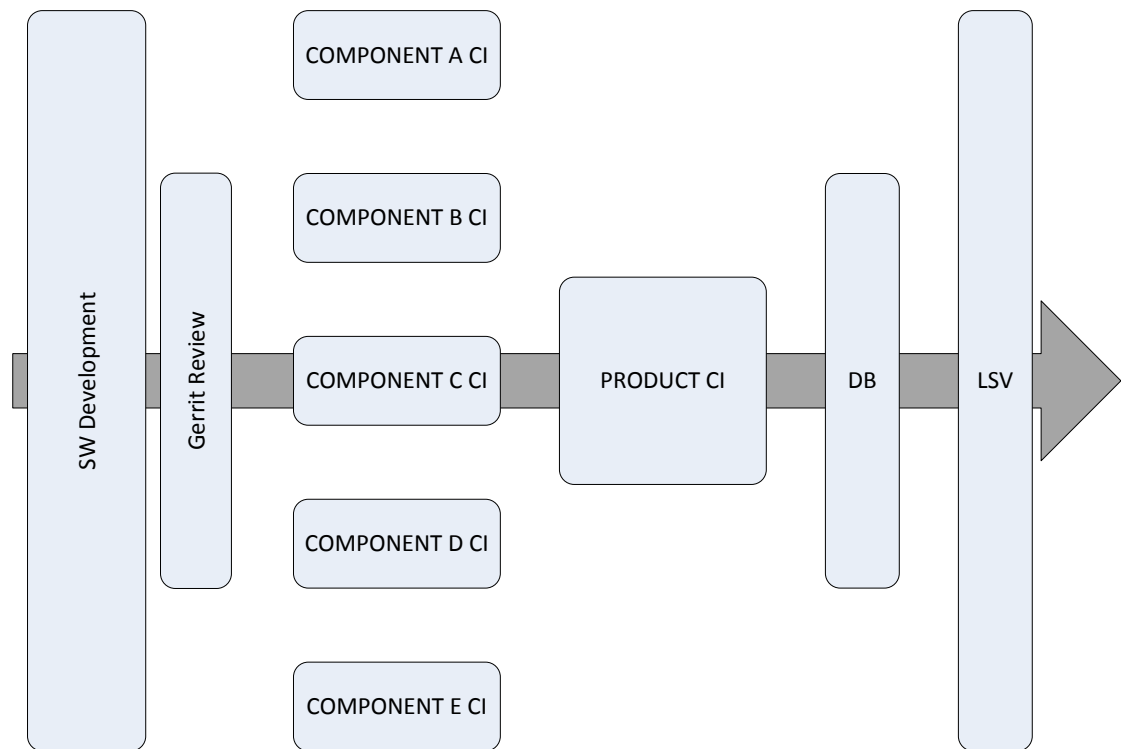 SW Development
Gerrit Review
COMPONENT A CI
COMPONENT B CI
COMPONENT C CI
COMPONENT D CI
COMPONENT E CI
PRODUCT CI
DB
LSV